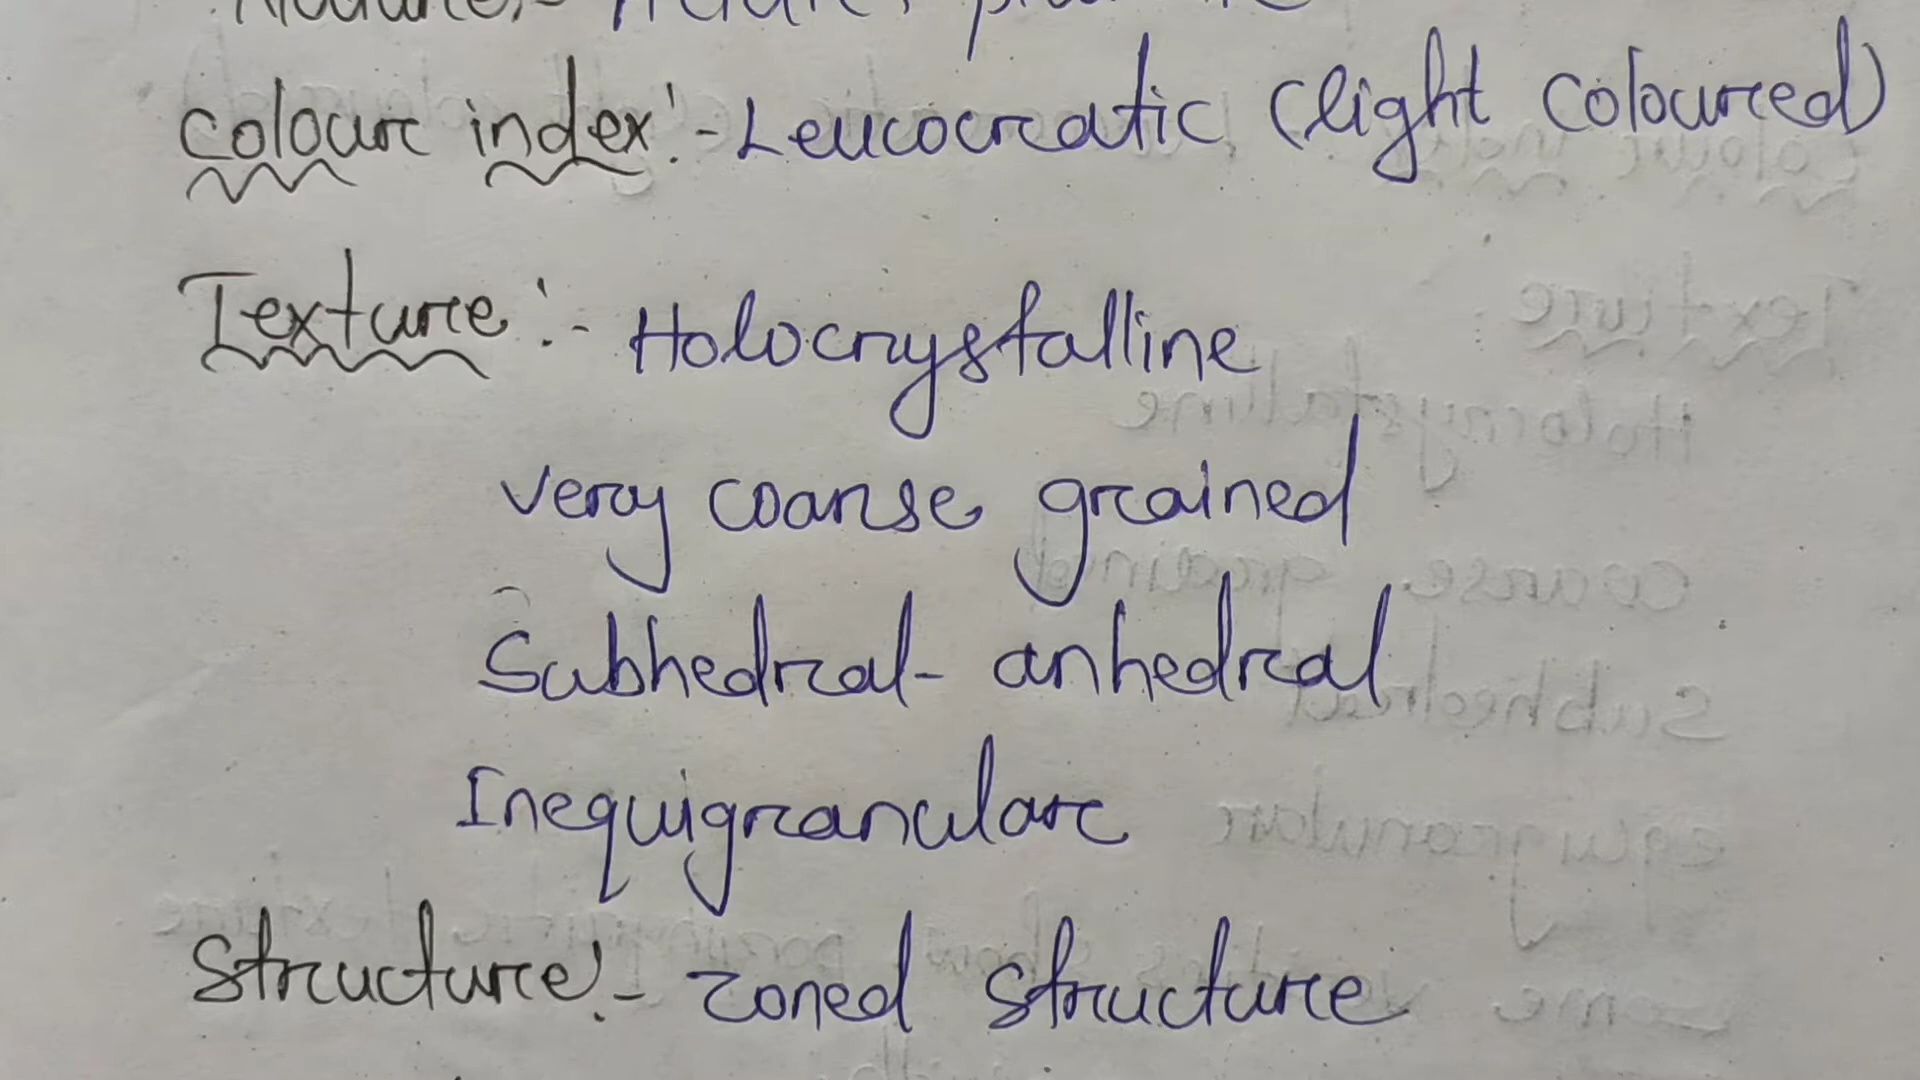 Colour index:- Leucocratic (light coloured)
Texture:- Holocrystalline
very coarse grained
Subhedral- anhedral
Inequigranular
Structure:- Zoned structure